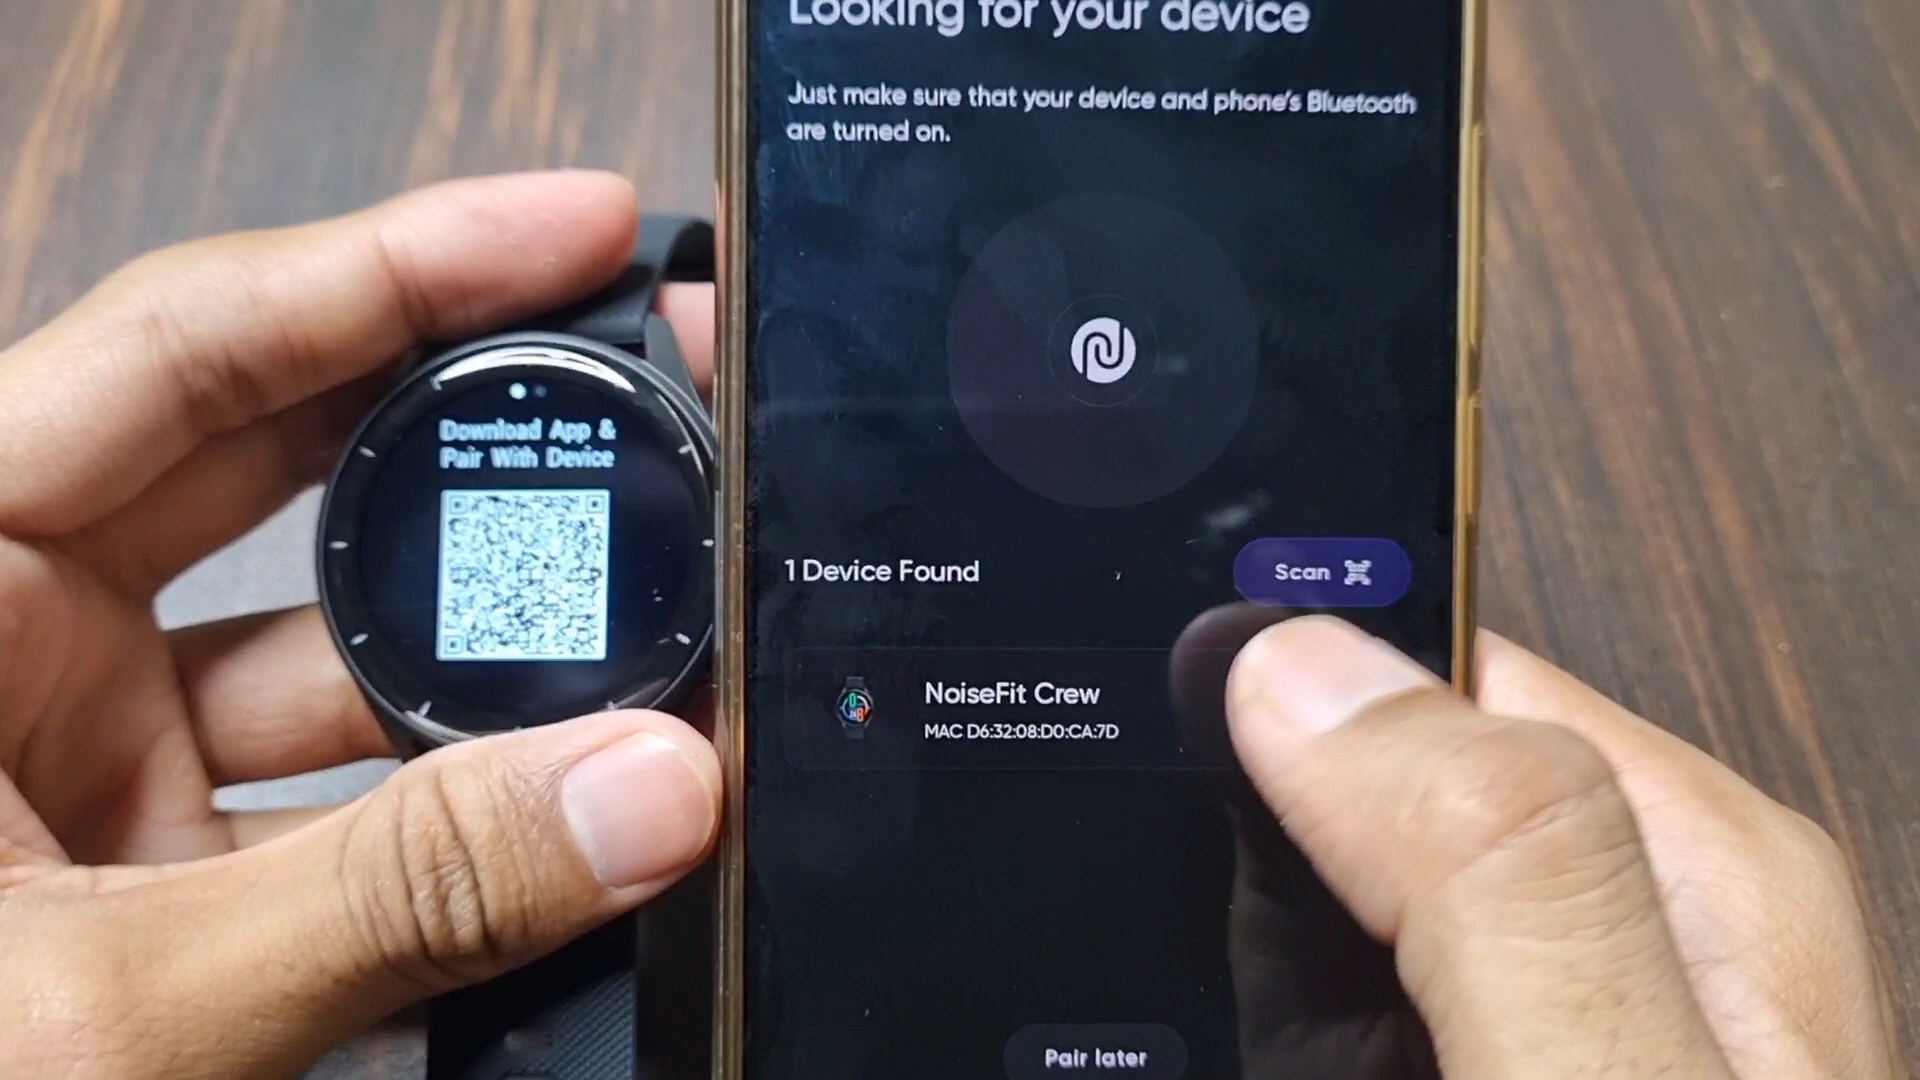 Looking for your device
Just make sure that your device and phone's Bluetooth
are turned on.
Download App &
Pair With Device
1 Device Found
Scan
NoiseFit Crew
MAC D6:32:08:D0:CA:7D
Pair later